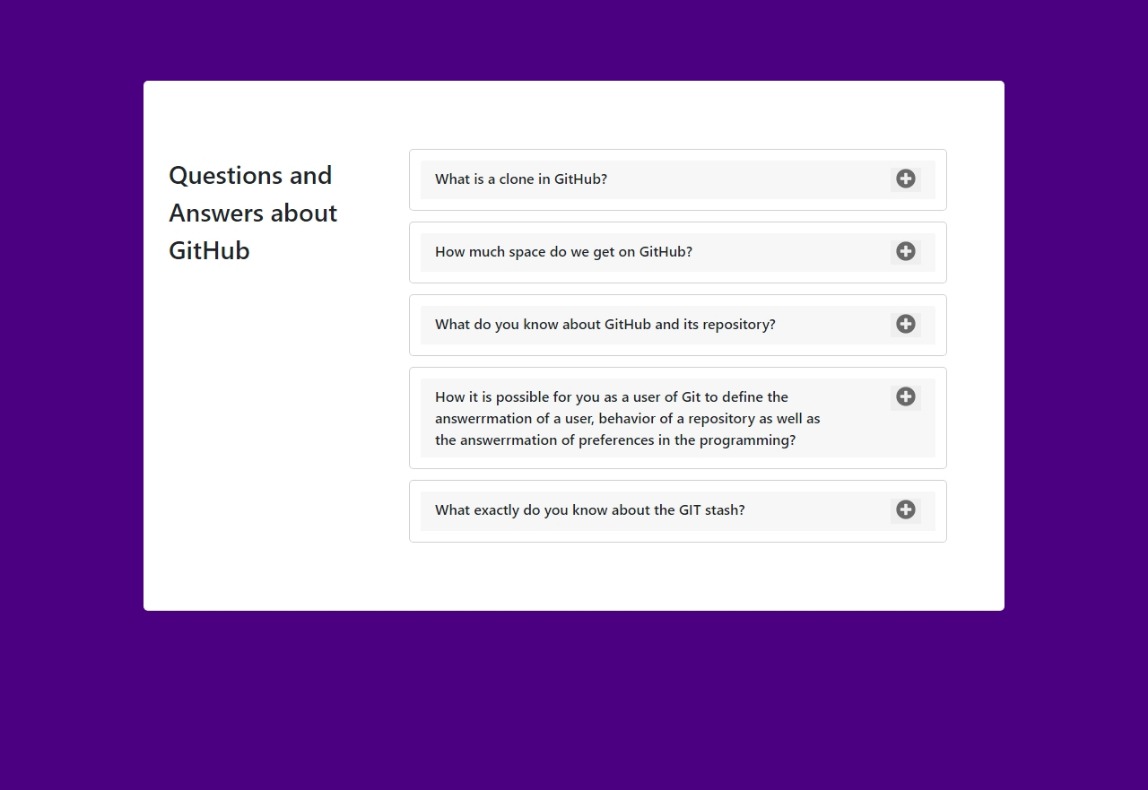 Questions and
Answers about
GitHub
What is a clone in GitHub?
How much space do we get on GitHub?
What do you know about GitHub and its repository?
How it is possible for you as a user of Git to define the
answerrmation of a user, behavior of a repository as well as
the answerrmation of preferences in the programming?
What exactly do you know about the GIT stash?